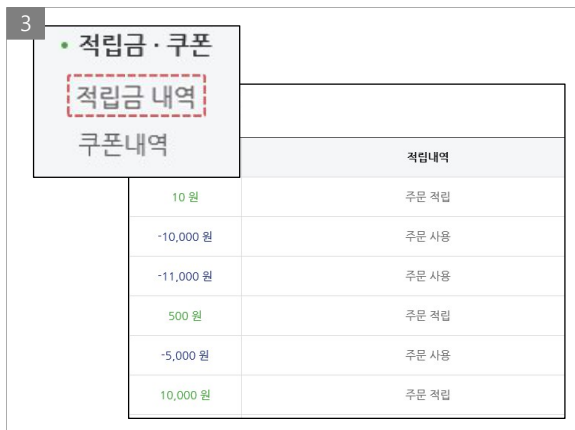 3
• 적립금 · 쿠폰
적립금 내역
쿠폰내역
적립내역
10 원 주문 적립
-10,000 원 주문 사용
-11,000 원 주문 사용
500 원 주문 적립
-5,000 원 주문 사용
10,000 원 주문 적립